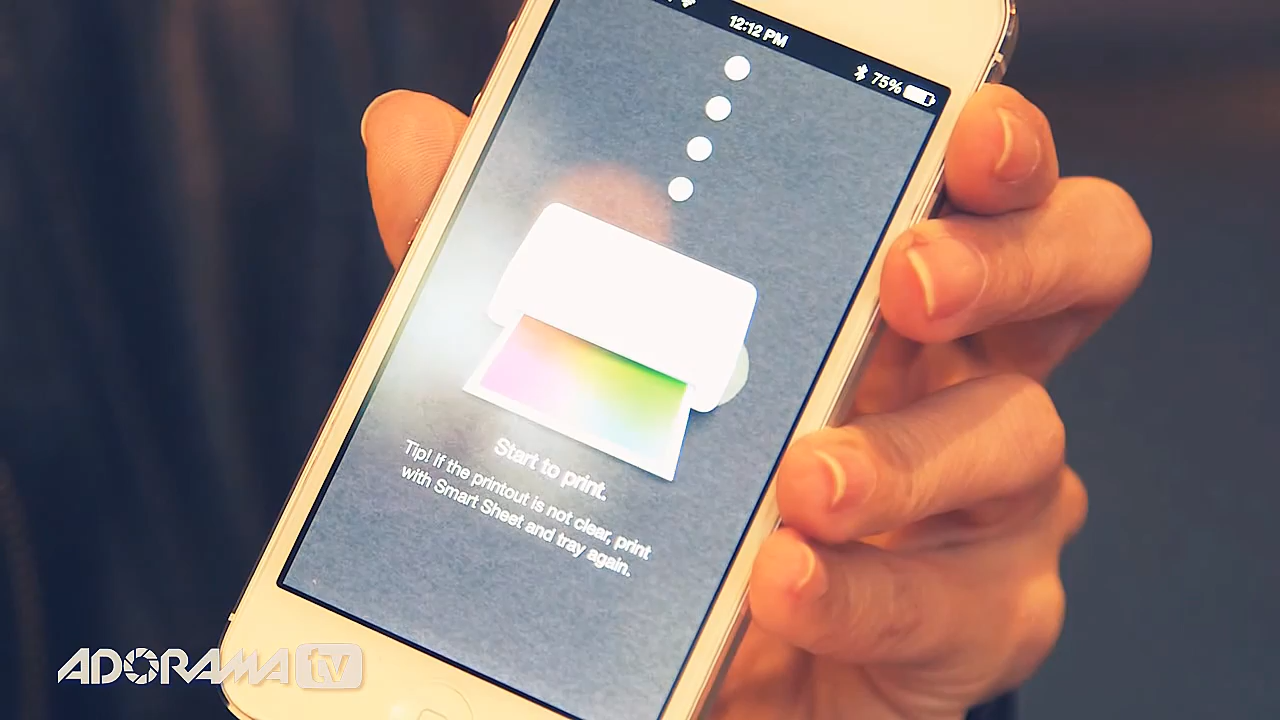 12:12 PM
75%
Start to print.
Tip! If the printout is not clear, print
with Smart Sheet and tray again.
ADORAMA tv